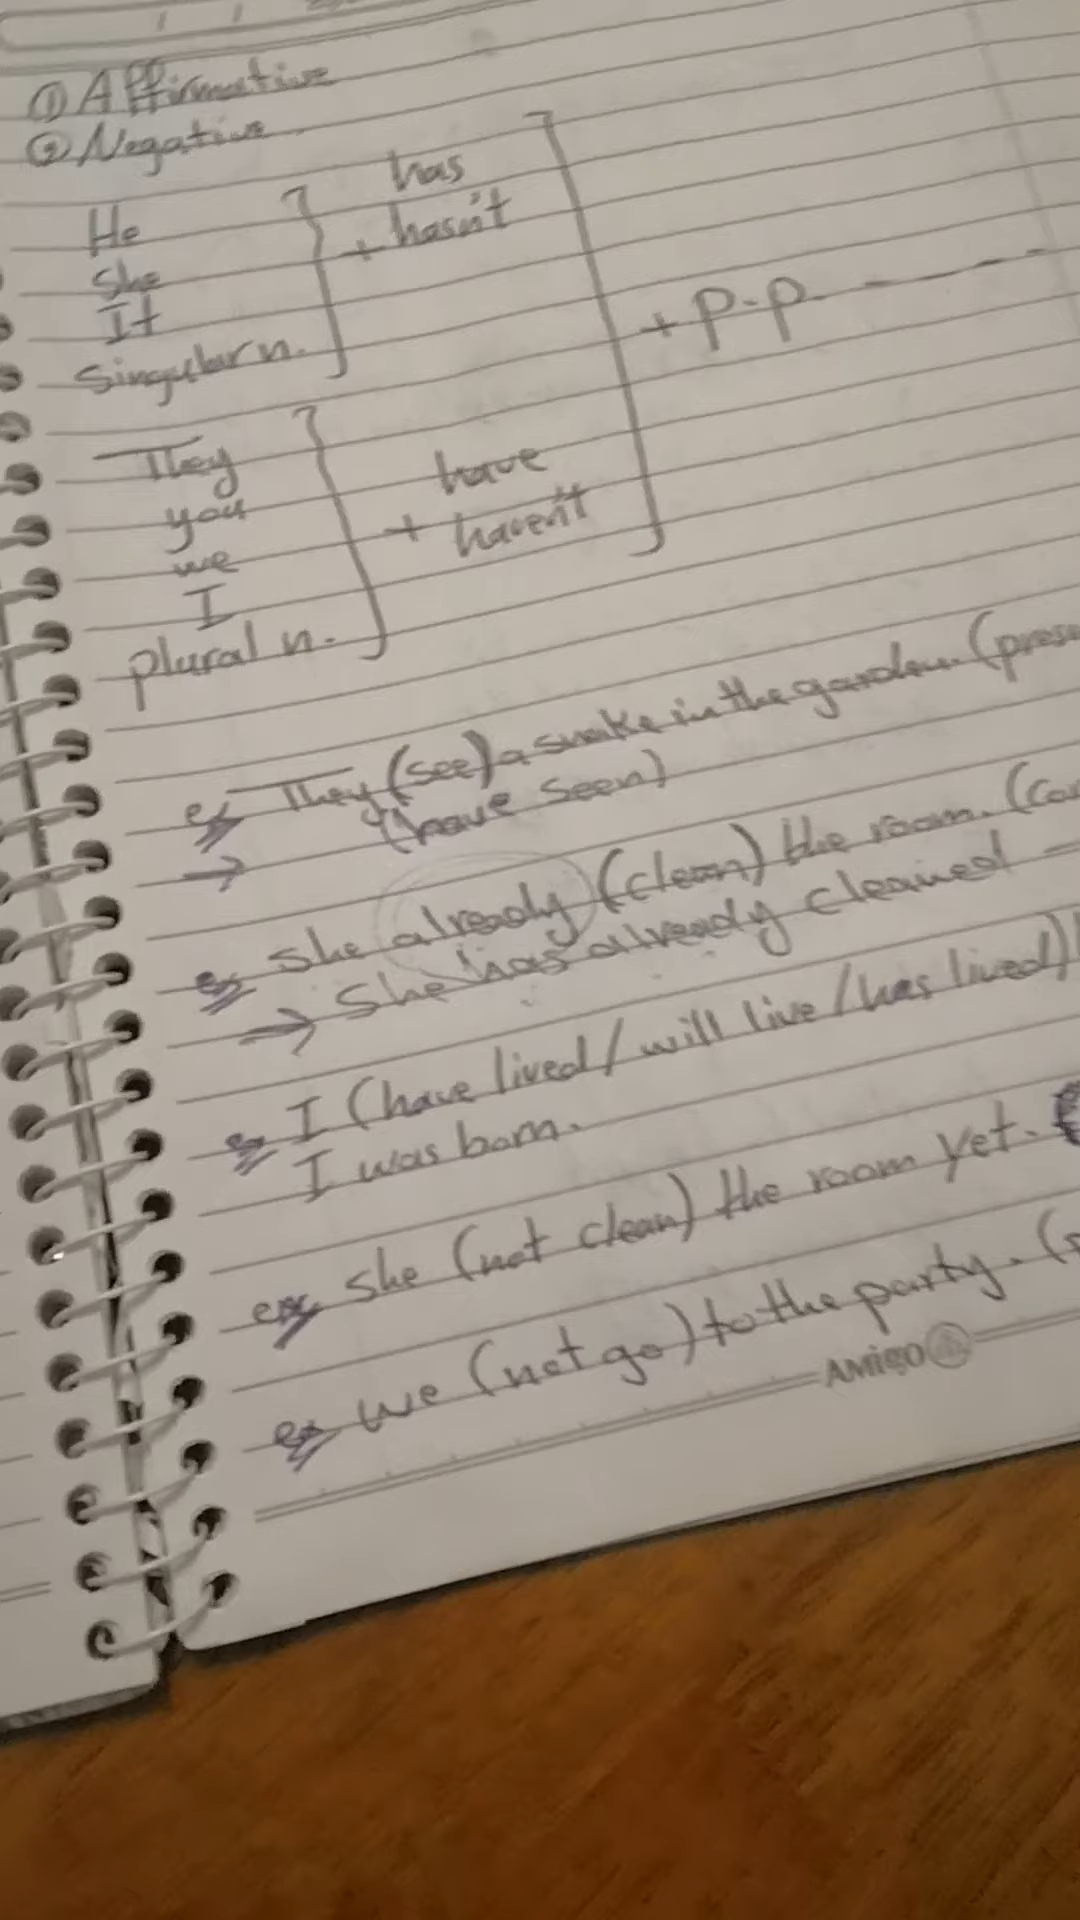 ① Affirmative
② Negative
He
She
It
Singular n.
has
+ hasn't
They
you
we
I
plural n.
have
+ haven't
+ P.P. - - - -
ex They (see) a snake in the garden. (prese
→ (have seen)
ex She already (clean) the room. (Cor
→ She has already cleaned —
ex I (have lived / will live / has lived)
I was born.
ex she (not clean) the room yet.
ex we (not go) to the party. (
AMiGO